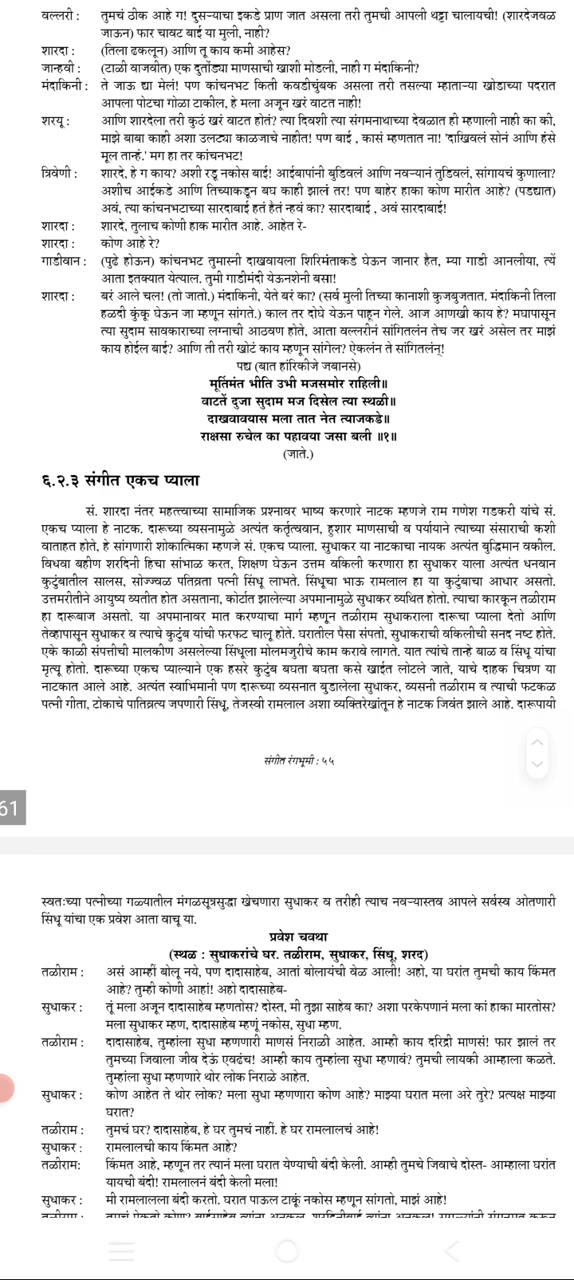 वल्लरी : तुमचं ठीक आहे ग! दुसऱ्याचा इकडे प्राण जात असला तरी तुमची आपली थट्टा चालायची! (शारदेजवळ
जाऊन) फार चावट बाई या मुली, नाही?
शारदा : (तिला ढकलून) आणि तू काय कमी आहेस?
जान्हवी : (टाळी वाजवीत) एक दुतोंड्या माणसाची खाशी मोडली, नाही ग मंदाकिनी?
मंदाकिनी : ते जाऊ द्या मेलं! पण कांचनभट किती कवडीचुंबक असला तरी तसल्या म्हाताऱ्या खोडाच्या पदरात
आपला पोटचा गोळा टाकील, हे मला अजून खरं वाटत नाही!
शरयू : आणि शारदेला तरी कुठं खरं वाटत होतं? त्या दिवशी त्या संगमनाथाच्या देवळात ही म्हणाली नाही का की,
माझे बाबा काही अशा उलट्या काळजाचे नाहीत! पण बाई , कासं म्हणतात ना! 'दाखिवलं सोनं आणि हंसे
मूल तान्हं.' मग हा तर कांचनभट!
त्रिवेणी : शारदे, हे ग काय? अशी रडू नकोस बाई! आईबापांनी बुडिवलं आणि नवऱ्यानं तुडिवलं, सांगायचं कुणाला?
अशीच आईकडे आणि तिच्याकडून बघ काही झालं तर! पण बाहेर हाका कोण मारीत आहे? (पडद्यात)
अवं, त्या कांचनभटाच्या सारदाबाई हतं हैतं न्हवं का? सारदाबाई , अवं सारदाबाई!
शारदा : शारदे, तुलाच कोणी हाक मारीत आहे. आहेत रे-
शारदा : कोण आहे रे?
गाडीवान : (पुढे होऊन) कांचनभट तुमास्नी दाखवायला शिरिमंताकडे घेऊन जानार हैत, म्या गाडी आनलीया, त्यें
आता इतक्यात येत्याल. तुमी गाडीमंदी येऊनशेनी बसा!
शारदा : बरं आले चला! (तो जातो.) मंदाकिनी, येते बरं का? (सर्व मुली तिच्या कानाशी कुजबुजतात. मंदाकिनी तिला
हळदी कुंकू घेऊन जा म्हणून सांगते.) काल तर दोघे येऊन पाहून गेले. आज आणखी काय हे? मघापासून
त्या सुदाम सावकाराच्या लग्नाची आठवण होते, आता वल्लरीनं सांगितलंन तेच जर खरं असेल तर माझं
काय होईल बाई? आणि ती तरी खोटं काय म्हणून सांगेल? ऐकलंन ते सांगितलंन्!
पद्य (बात हांरिकीजे जबानसे)
मूर्तिमंत भीति उभी मजसमोर राहिली॥
वाटतें दुजा सुदाम मज दिसेल त्या स्थळी॥
दाखवावयास मला तात नेत त्याजकडे॥
राक्षसा रुचेल का पहावया जसा बली ॥१॥
(जाते.)
६.२.३ संगीत एकच प्याला
सं. शारदा नंतर महत्त्वाच्या सामाजिक प्रश्नावर भाष्य करणारे नाटक म्हणजे राम गणेश गडकरी यांचे सं.
एकच प्याला हे नाटक. दारूच्या व्यसनामुळे अत्यंत कर्तृत्ववान, हुशार माणसाची व पर्यायाने त्याच्या संसाराची कशी
वाताहत होते, हे सांगणारी शोकात्मिका म्हणजे सं. एकच प्याला. सुधाकर या नाटकाचा नायक अत्यंत बुद्धिमान वकील.
विधवा बहीण शरदिनी हिचा सांभाळ करत, शिक्षण घेऊन उत्तम वकिली करणारा हा सुधाकर याला अत्यंत धनवान
कुटुंबातील सालस, सोज्ज्वळ पतिव्रता पत्नी सिंधू लाभते. सिंधूचा भाऊ रामलाल हा या कुटुंबाचा आधार असतो.
उत्तमरीतीने आयुष्य व्यतीत होत असताना, कोर्टात झालेल्या अपमानामुळे सुधाकर व्यथित होतो. त्याचा कारकून तळीराम
हा दारूबाज असतो. या अपमानावर मात करण्याचा मार्ग म्हणून तळीराम सुधाकराला दारूचा प्याला देतो आणि
तेव्हापासून सुधाकर व त्याचे कुटुंब यांची फरफट चालू होते. घरातील पैसा संपतो, सुधाकराची वकिलीची सनद नष्ट होते.
एके काळी संपत्तीची मालकीण असलेल्या सिंधूला मोलमजुरीचे काम करावे लागते. यात त्यांचे तान्हे बाळ व सिंधू यांचा
मृत्यू होतो. दारूच्या एकच प्याल्याने एक हसरे कुटुंब बघता बघता कसे खाईत लोटले जाते, याचे दाहक चित्रण या
नाटकात आले आहे. अत्यंत स्वाभिमानी पण दारूच्या व्यसनात बुडालेला सुधाकर, व्यसनी तळीराम व त्याची फटकळ
पत्नी गीता, टोकाचे पातिव्रत्य जपणारी सिंधू, तेजस्वी रामलाल अशा व्यक्तिरेखांतून हे नाटक जिवंत झाले आहे. दारूपायी
संगीत रंगभूमी : ५५
61
स्वतःच्या पत्नीच्या गळ्यातील मंगळसूत्रसुद्धा खेचणारा सुधाकर व तरीही त्याच नवऱ्यास्तव आपले सर्वस्व ओतणारी
सिंधू यांचा एक प्रवेश आता वाचू या.
प्रवेश चवथा
(स्थळ : सुधाकरांचे घर. तळीराम, सुधाकर, सिंधू, शरद)
तळीराम : असं आम्हीं बोलू नये, पण दादासाहेब, आतां बोलायंची वेळ आली! अहो, या घरांत तुमची काय किंमत
आहे? तुम्ही कोणी आहां! अहो दादासाहेब-
सुधाकर : तूं मला अजून दादासाहेब म्हणतोस? दोस्त, मी तुझा साहेब का? अशा परकेपणानं मला कां हाका मारतोस?
मला सुधाकर म्हण, दादासाहेब म्हणूं नकोस, सुधा म्हण.
तळीराम : दादासाहेब, तुम्हांला सुधा म्हणणारी माणसं निराळी आहेत. आम्ही काय दरिद्री माणसं! फार झालं तर
तुमच्या जिवाला जीव देऊं एवढंच! आम्ही काय तुम्हांला सुधा म्हणावं? तुमची लायकी आम्हाला कळते.
तुम्हांला सुधा म्हणणारे थोर लोक निराळे आहेत.
सुधाकर : कोण आहेत ते थोर लोक? मला सुधा म्हणणारा कोण आहे? माझ्या घरात मला अरे तुरे? प्रत्यक्ष माझ्या
घरात?
तळीराम : तुमचं घर? दादासाहेब, हे घर तुमचं नाहीं. हे घर रामलालचं आहे!
सुधाकर : रामलालची काय किंमत आहे?
तळीराम: किंमत आहे, म्हणून तर त्यानं मला घरात येण्याची बंदी केली. आम्ही तुमचे जिवाचे दोस्त- आम्हाला घरांत
यायची बंदी! रामलालनं बंदी केली मला!
सुधाकर : मी रामलालला बंदी करतो. घरात पाऊल टाकूं नकोस म्हणून सांगतो, माझं आहे!